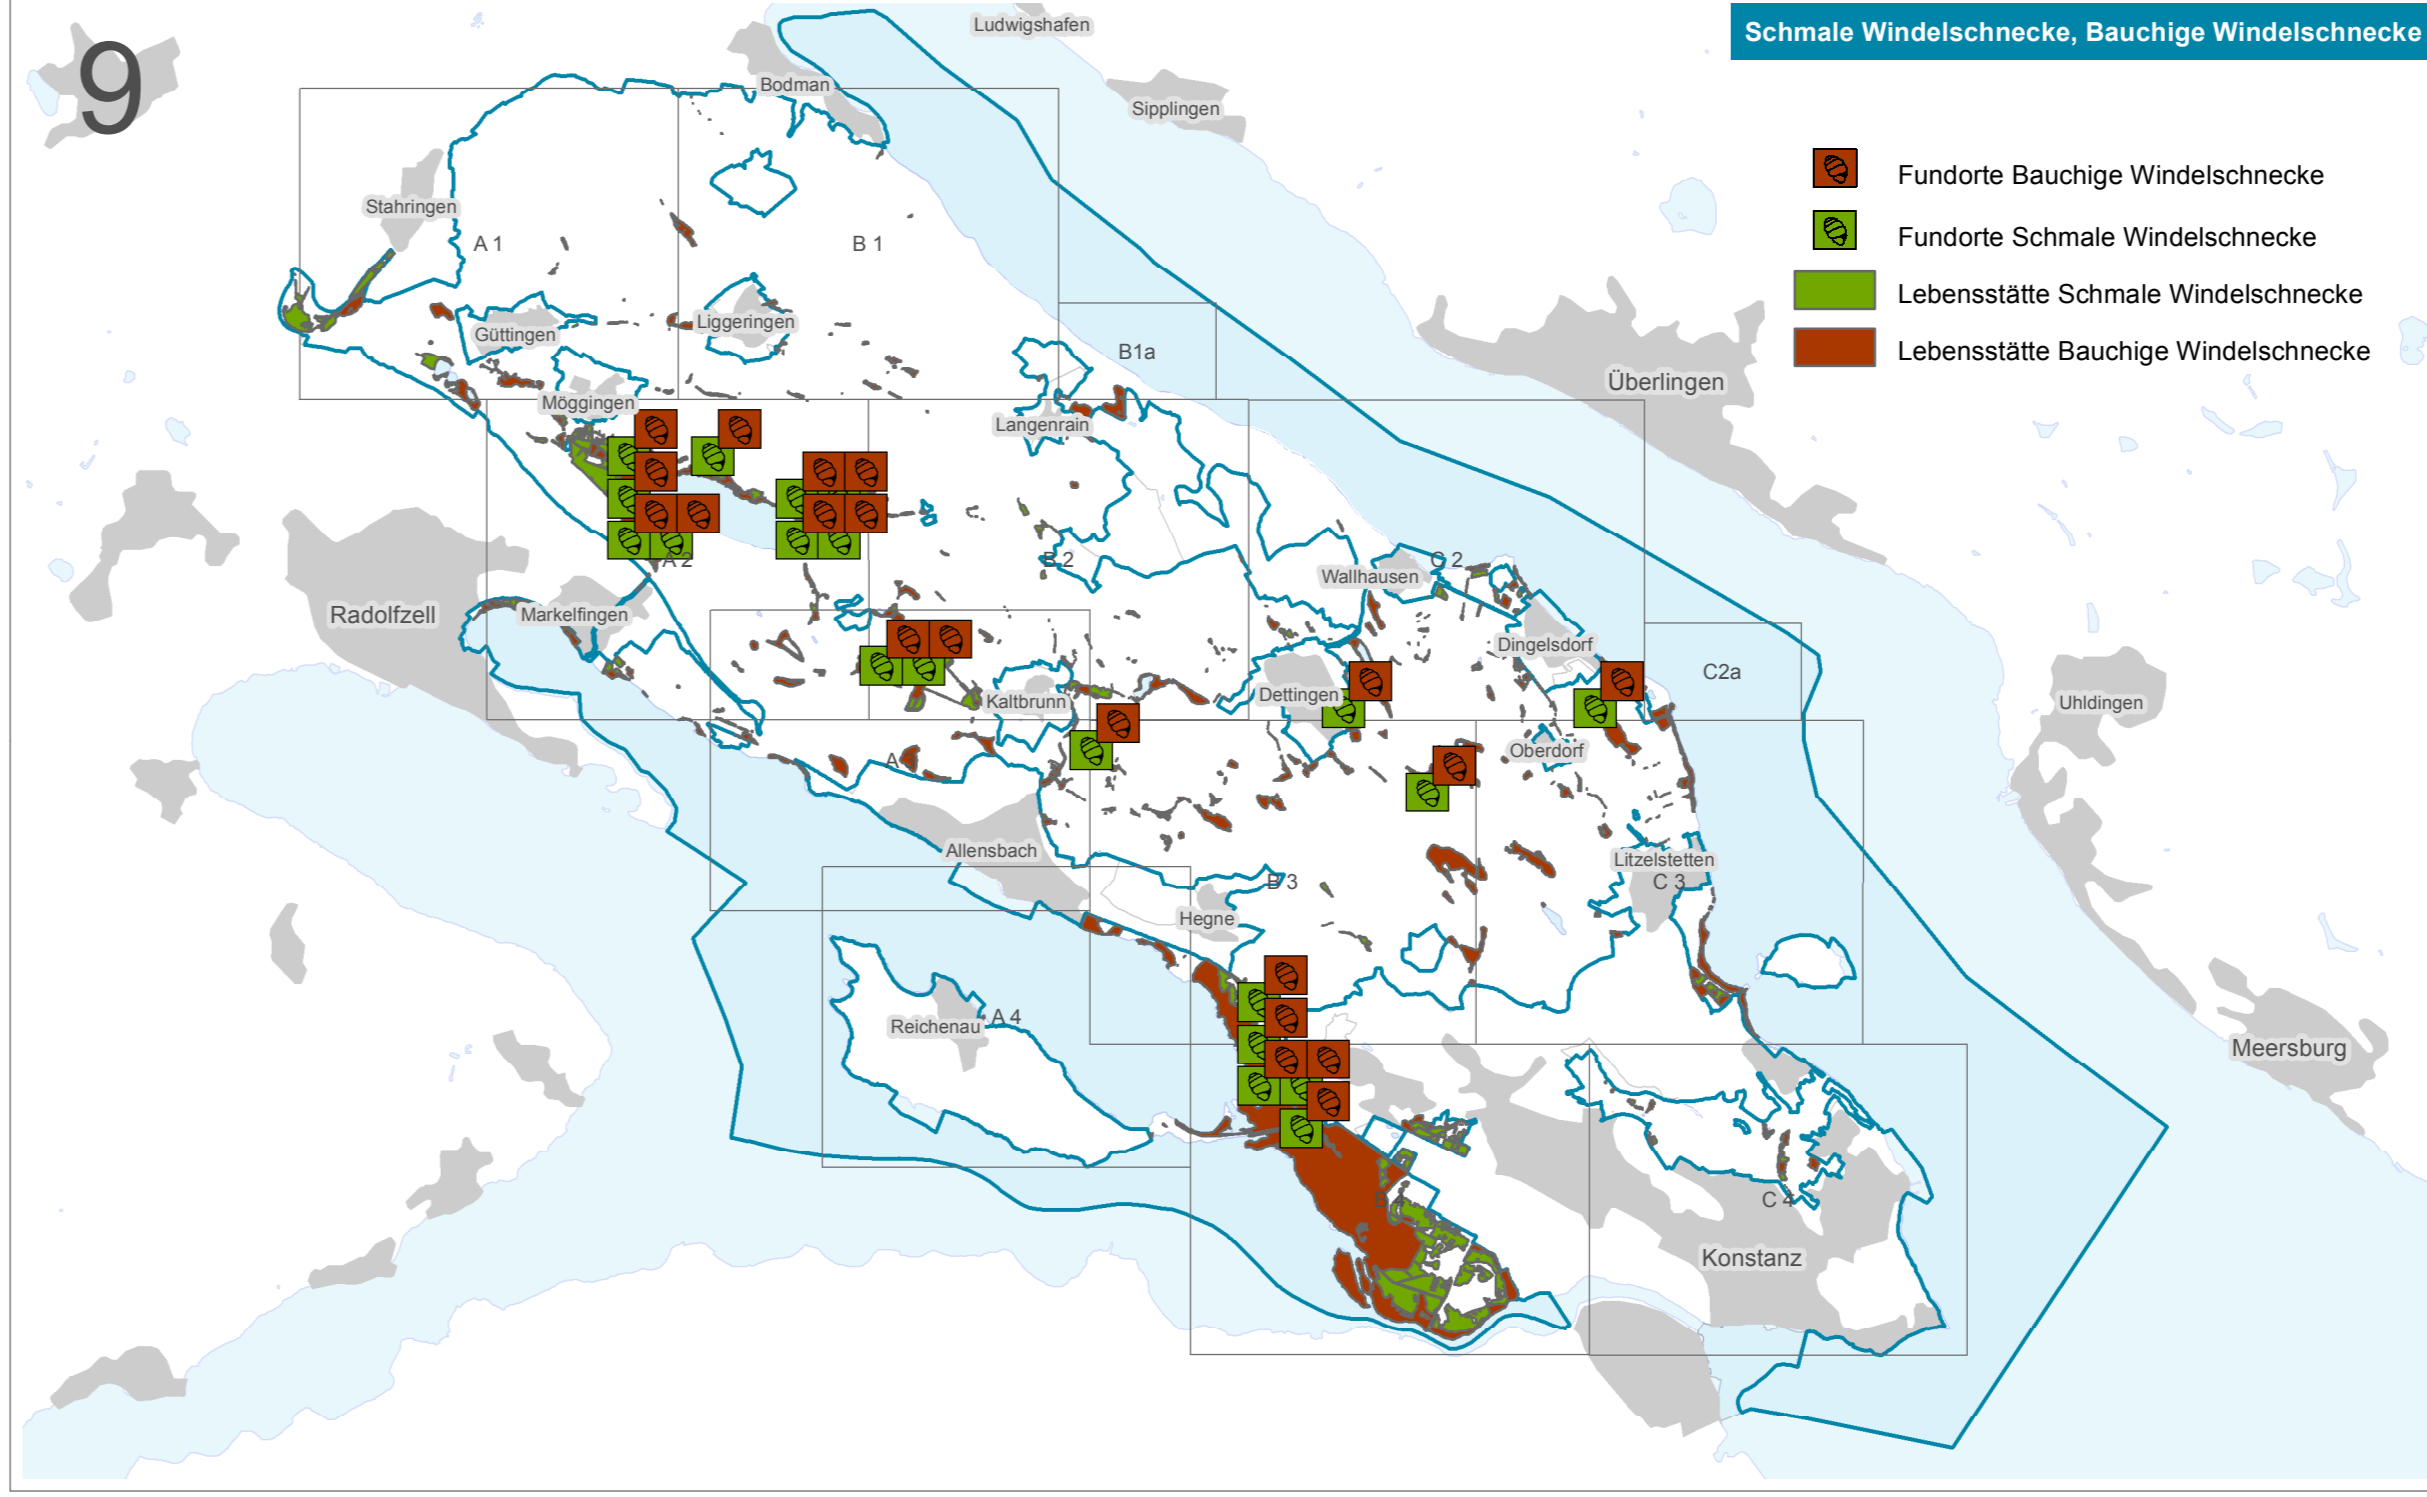 9
Schmale Windelschnecke, Bauchige Windelschnecke
Fundorte Bauchige Windelschnecke
Fundorte Schmale Windelschnecke
Lebensstätte Schmale Windelschnecke
Lebensstätte Bauchige Windelschnecke
Ludwigshafen
Bodman
Sipplingen
Stahringen
A 1
B 1
Güttingen
Liggeringen
B1a
Überlingen
Möggingen
Langenrain
A 2
B 2
C 2
Wallhausen
Radolfzell
Markelfingen
Dingelsdorf
C2a
Dettingen
Kaltbrunn
Uhldingen
Oberdorf
A
Allensbach
Litzelstetten
B 3
C 3
Hegne
Reichenau
A 4
Meersburg
B 4
C 4
Konstanz